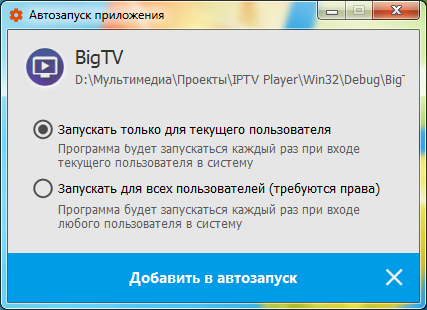 Автозапуск приложения
BigTV
D:\Мультимедиа\Проекты\IPTV Player\Win32\Debug\BigT
Запускать только для текущего пользователя
Программа будет запускаться каждый раз при входе
текущего пользователя в систему
Запускать для всех пользователей (требуются права)
Программа будет запускаться каждый раз при входе
любого пользователя в систему
Добавить в автозапуск